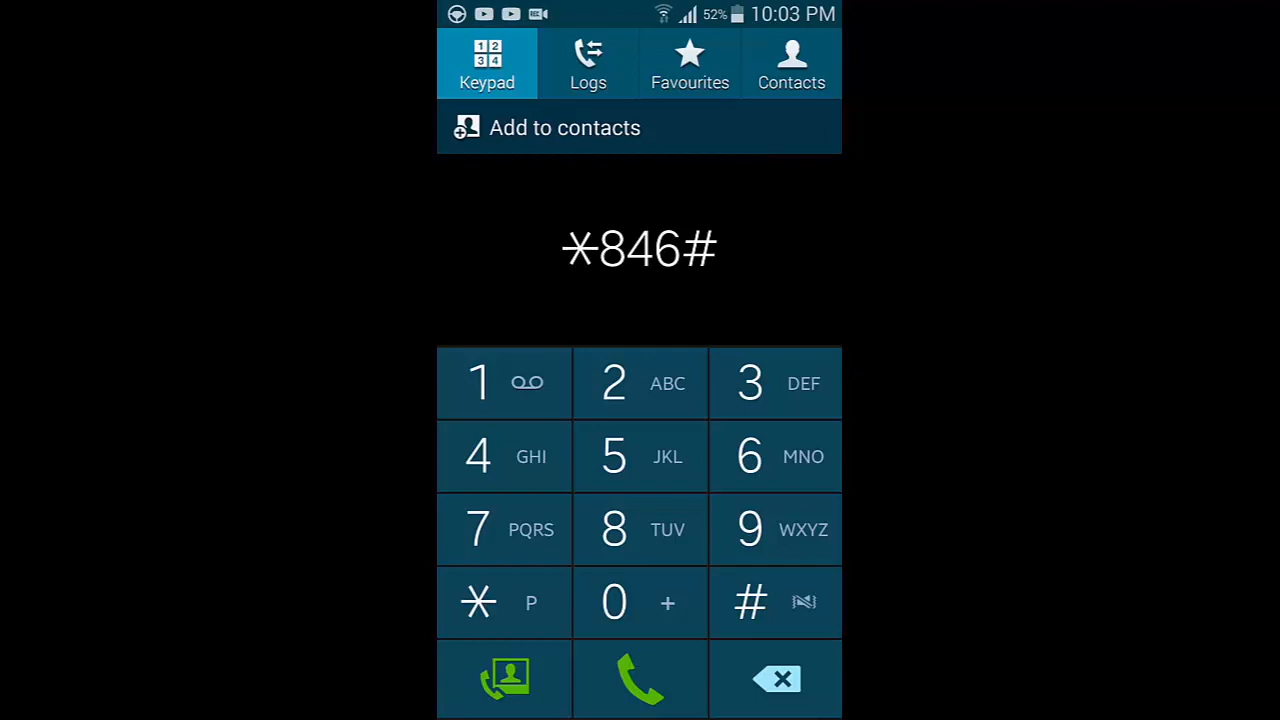 52% 10:03 PM
Keypad Logs Favourites Contacts
Add to contacts
*846#
1 2 ABC 3 DEF
4 GHI 5 JKL 6 MNO
7 PQRS 8 TUV 9 WXYZ
* P 0 + #